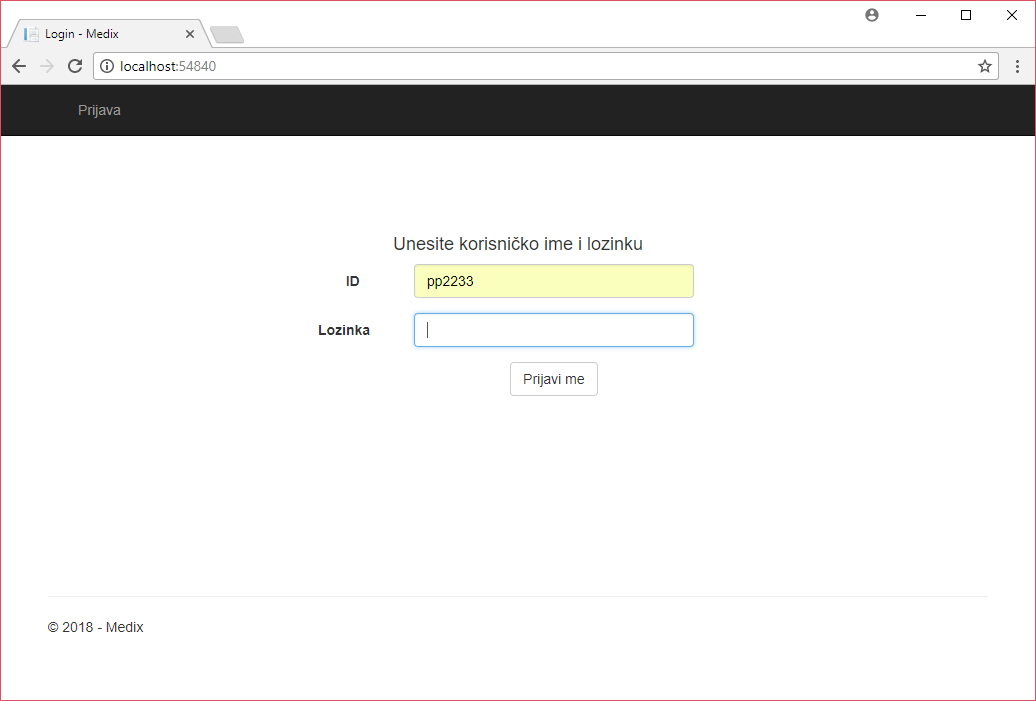 Login - Medix
localhost:54840
Prijava
Unesite korisničko ime i lozinku
ID pp2233
Lozinka
Prijavi me
© 2018 - Medix